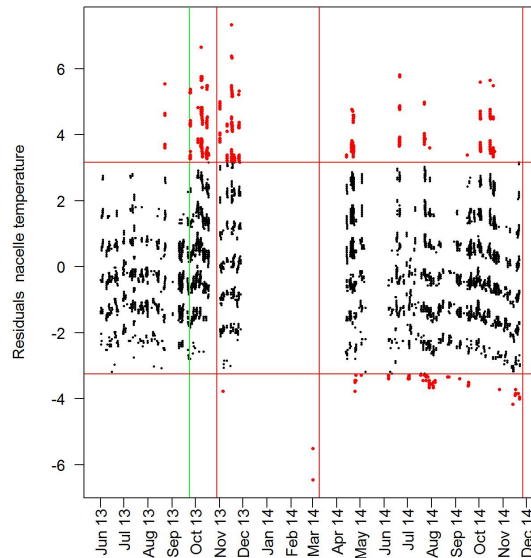 Residuals nacelle temperature
6
4
2
0
-2
-4
-6
Jun 13
Jul 13
Aug 13
Sep 13
Oct 13
Nov 13
Dec 13
Jan 14
Feb 14
Mar 14
Apr 14
May 14
Jun 14
Jul 14
Aug 14
Sep 14
Oct 14
Nov 14
Dec 14